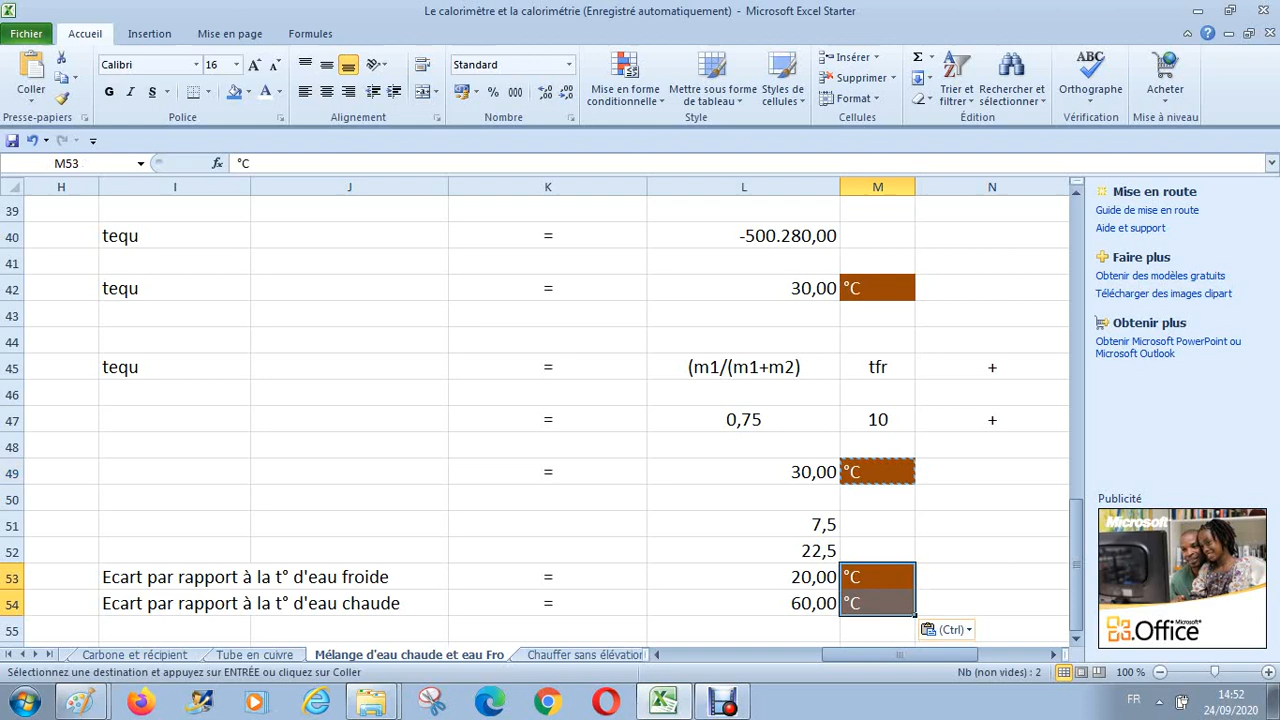 Le calorimètre et la calorimétrie (Enregistré automatiquement) - Microsoft Excel Starter
Fichier Accueil Insertion Mise en page Formules
Calibri 16 Standard
Coller
G I S
% 000
Mise en forme conditionnelle
Mettre sous forme de tableau
Styles de cellules
Insérer
Supprimer
Format
Σ
Trier et filtrer
Rechercher et sélectionner
ABC
Orthographe
Acheter
Presse-papiers Police Alignement Nombre Style Cellules Édition Vérification Mise à niveau
M53 fx °C
H I J K L M N
39
40 tequ = -500.280,00
41
42 tequ = 30,00 °C
43
44
45 tequ = (m1/(m1+m2) tfr +
46
47 = 0,75 10 +
48
49 = 30,00 °C
50
51 7,5
52 22,5
53 Ecart par rapport à la t° d'eau froide = 20,00 °C
54 Ecart par rapport à la t° d'eau chaude = 60,00 °C
55
(Ctrl)
Mise en route
Guide de mise en route
Aide et support
Faire plus
Obtenir des modèles gratuits
Télécharger des images clipart
Obtenir plus
Obtenir Microsoft PowerPoint ou
Microsoft Outlook
Publicité
Microsoft
Microsoft
Office
Carbone et récipient Tube en cuivre Mélange d'eau chaude et eau Fro Chauffer sans élévation
Sélectionnez une destination et appuyez sur ENTRÉE ou cliquez sur Coller Nb (non vides) : 2 100 %
FR 14:52
24/09/2020